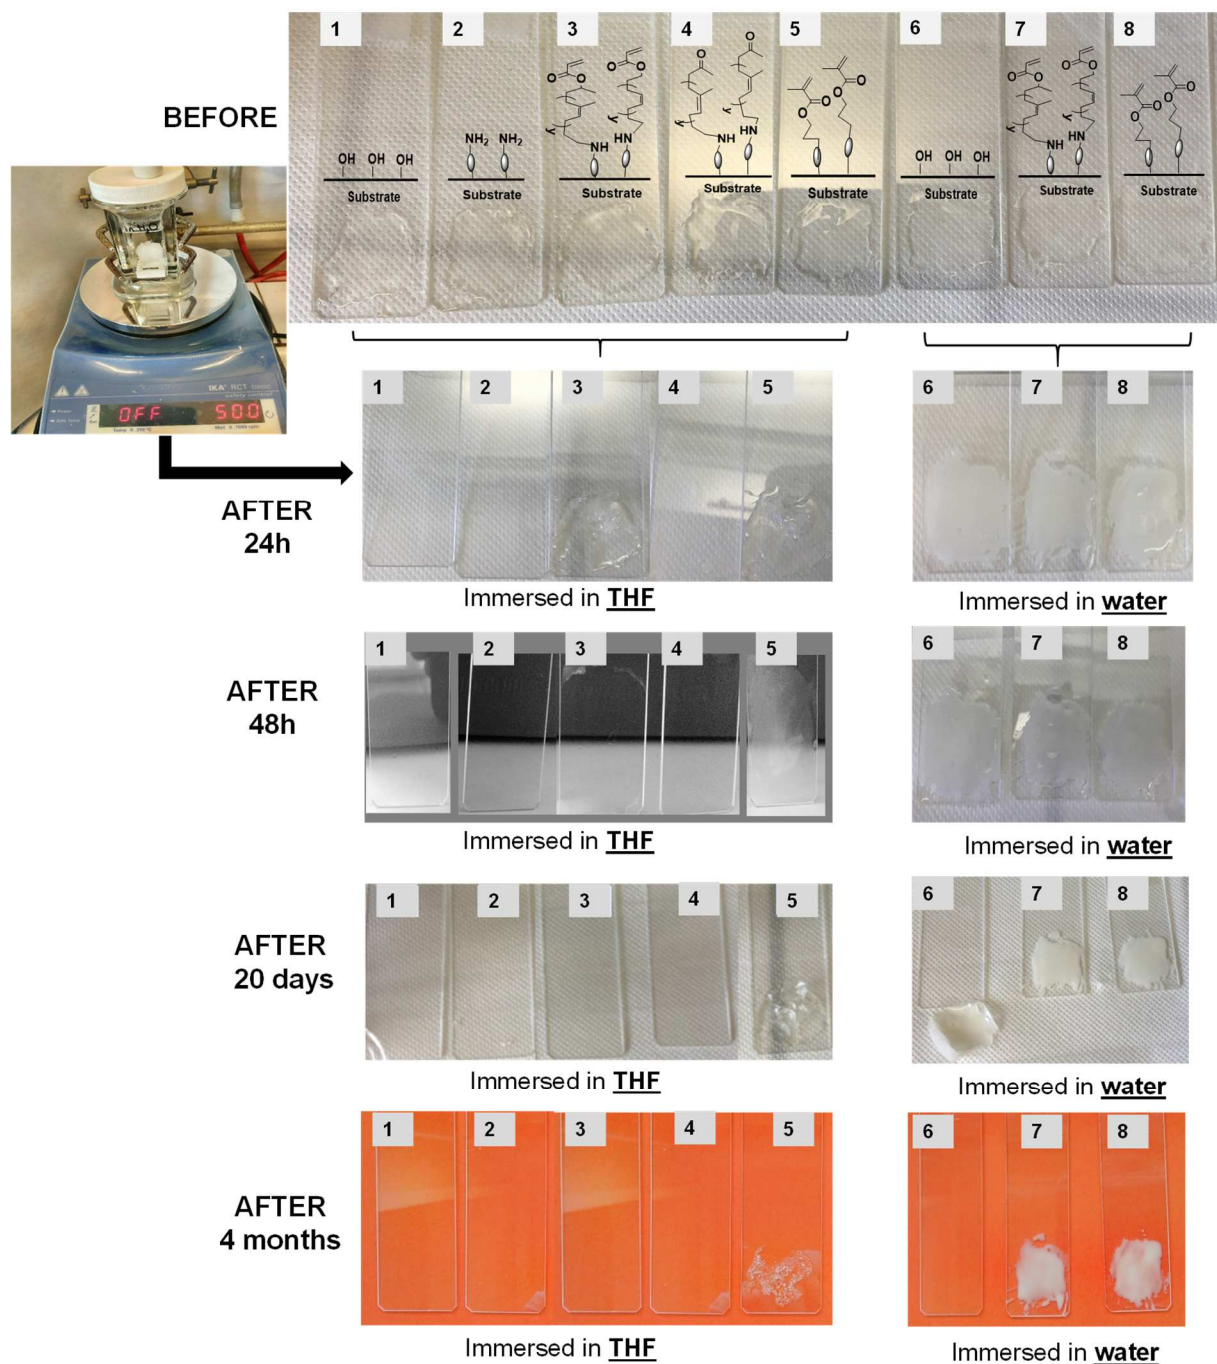 1 2 3 4 5 6 7 8
BEFORE
OH OH OH
Substrate
NH2 NH2
Substrate
O
O
y
NH
O
O
y
HN
Substrate
O
y
NH
O
y
HN
Substrate
O
O
O
O
Substrate
OH OH OH
Substrate
O
O
y
NH
O
O
y
HN
Substrate
O
O
O
O
Substrate
IKA® RCT basic
safety control
OFF 500
AFTER
24h
1 2 3 4 5
Immersed in THF
6 7 8
Immersed in water
AFTER
48h
1 2 3 4 5
Immersed in THF
6 7 8
Immersed in water
AFTER
20 days
1 2 3 4 5
Immersed in THF
6 7 8
Immersed in water
AFTER
4 months
1 2 3 4 5
Immersed in THF
6 7 8
Immersed in water